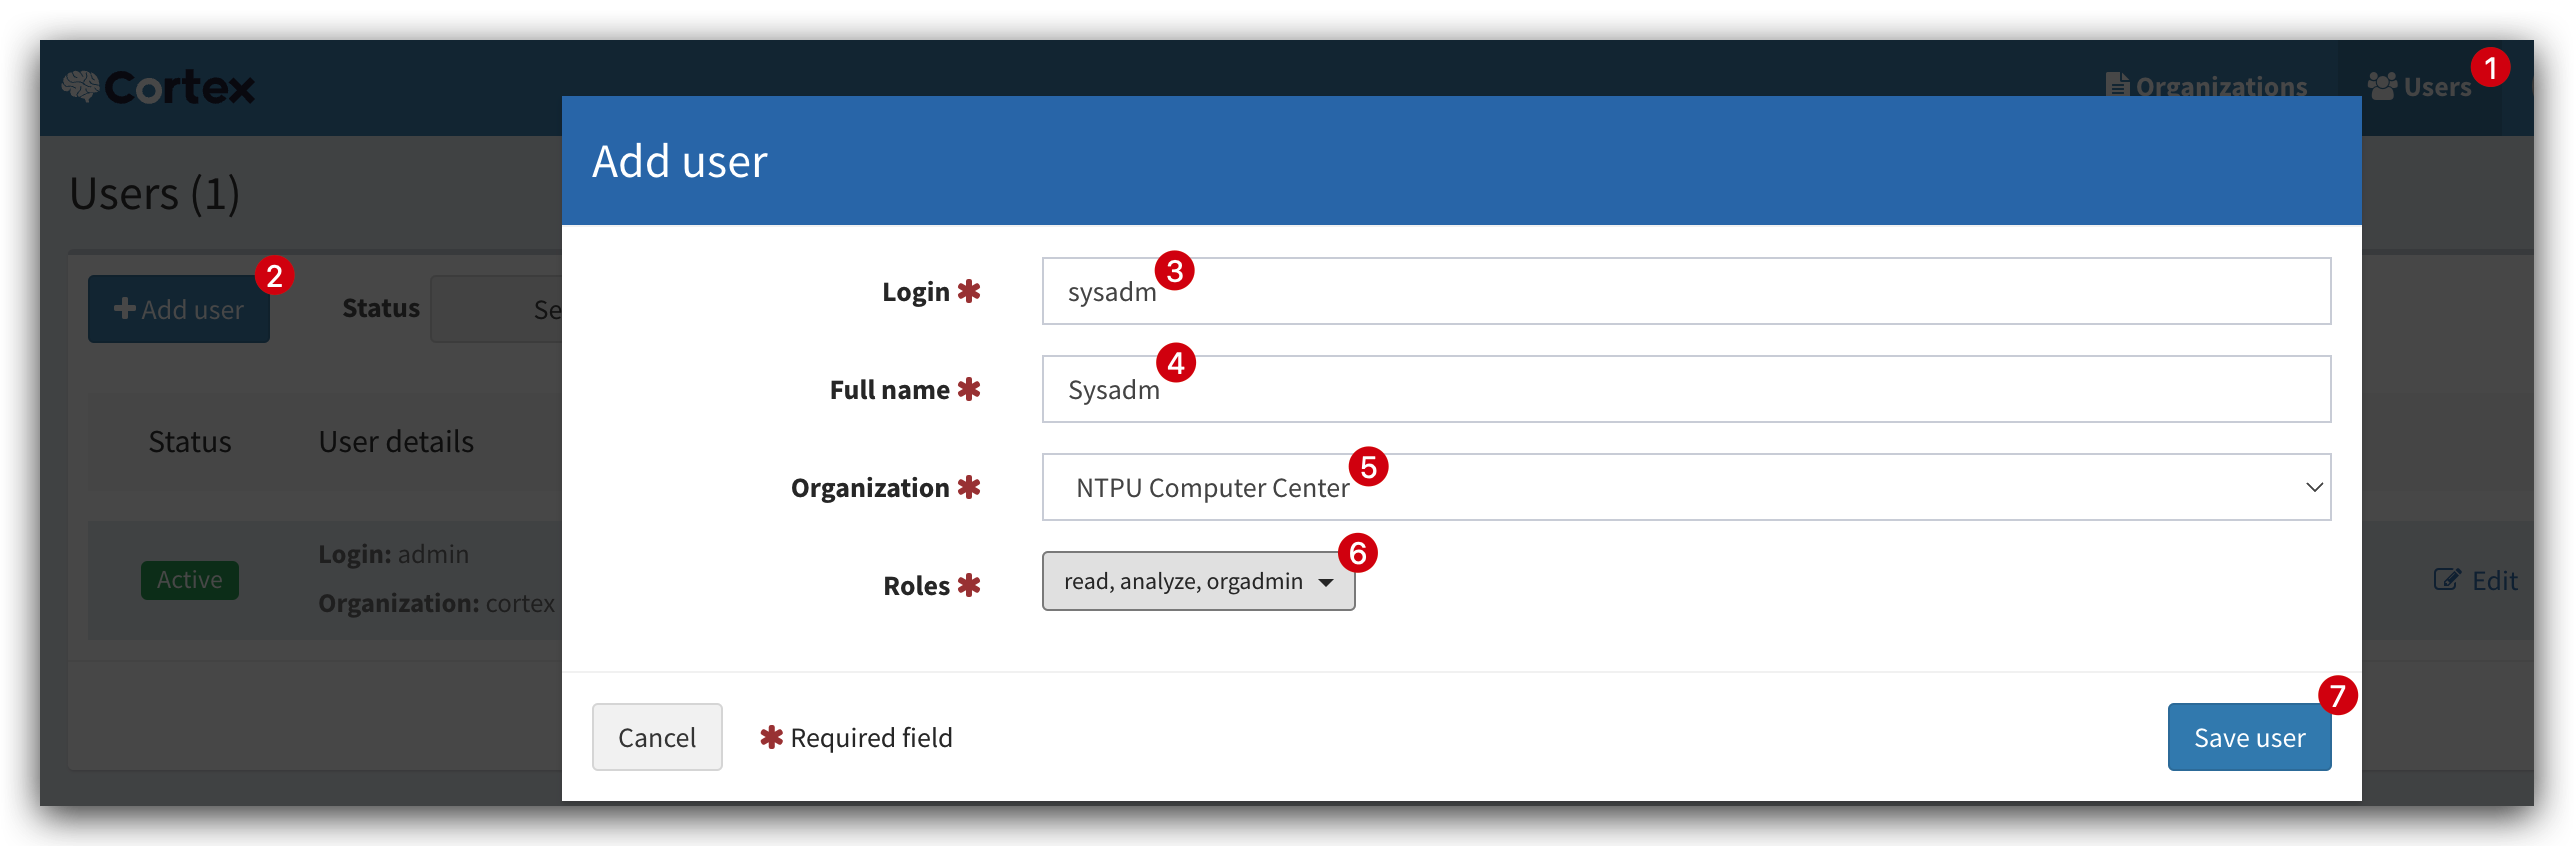 Cortex
Organizations
Users 1
Users (1)
Add user 2
Status Se
Status User details
Active
Login: admin
Organization: cortex
Edit
Add user
Login * sysadm 3
Full name * Sysadm 4
Organization * NTPU Computer Center 5
Roles * read, analyze, orgadmin 6
Cancel
* Required field
Save user 7